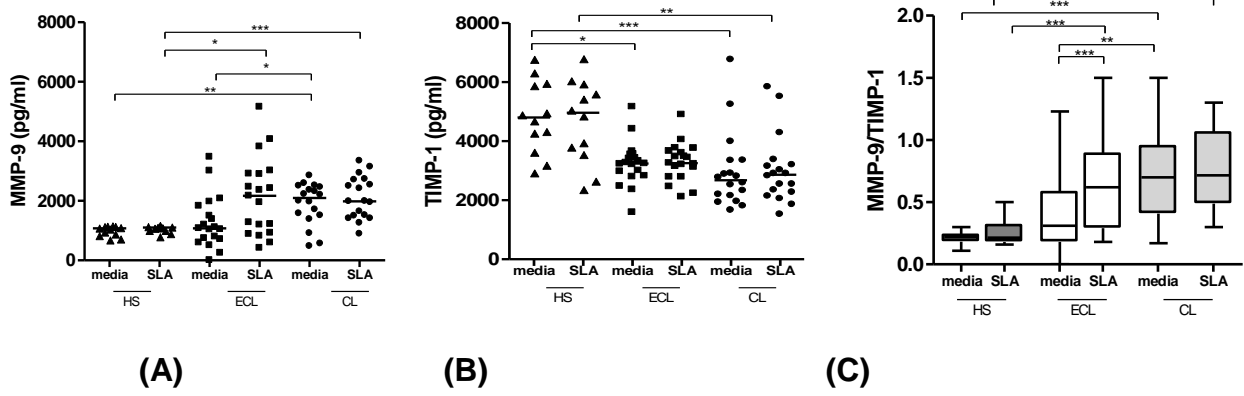 MMP-9 (pg/ml)
8000
6000
4000
2000
0
***
*
*
**
media SLA media SLA media SLA
HS ECL CL
(A)
TIMP-1 (pg/ml)
8000
6000
4000
2000
0
**
***
*
media SLA media SLA media SLA
HS ECL CL
(B)
MMP-9/TIMP-1
2.0
1.5
1.0
0.5
0.0
***
***
**
***
media SLA media SLA media SLA
HS ECL CL
(C)